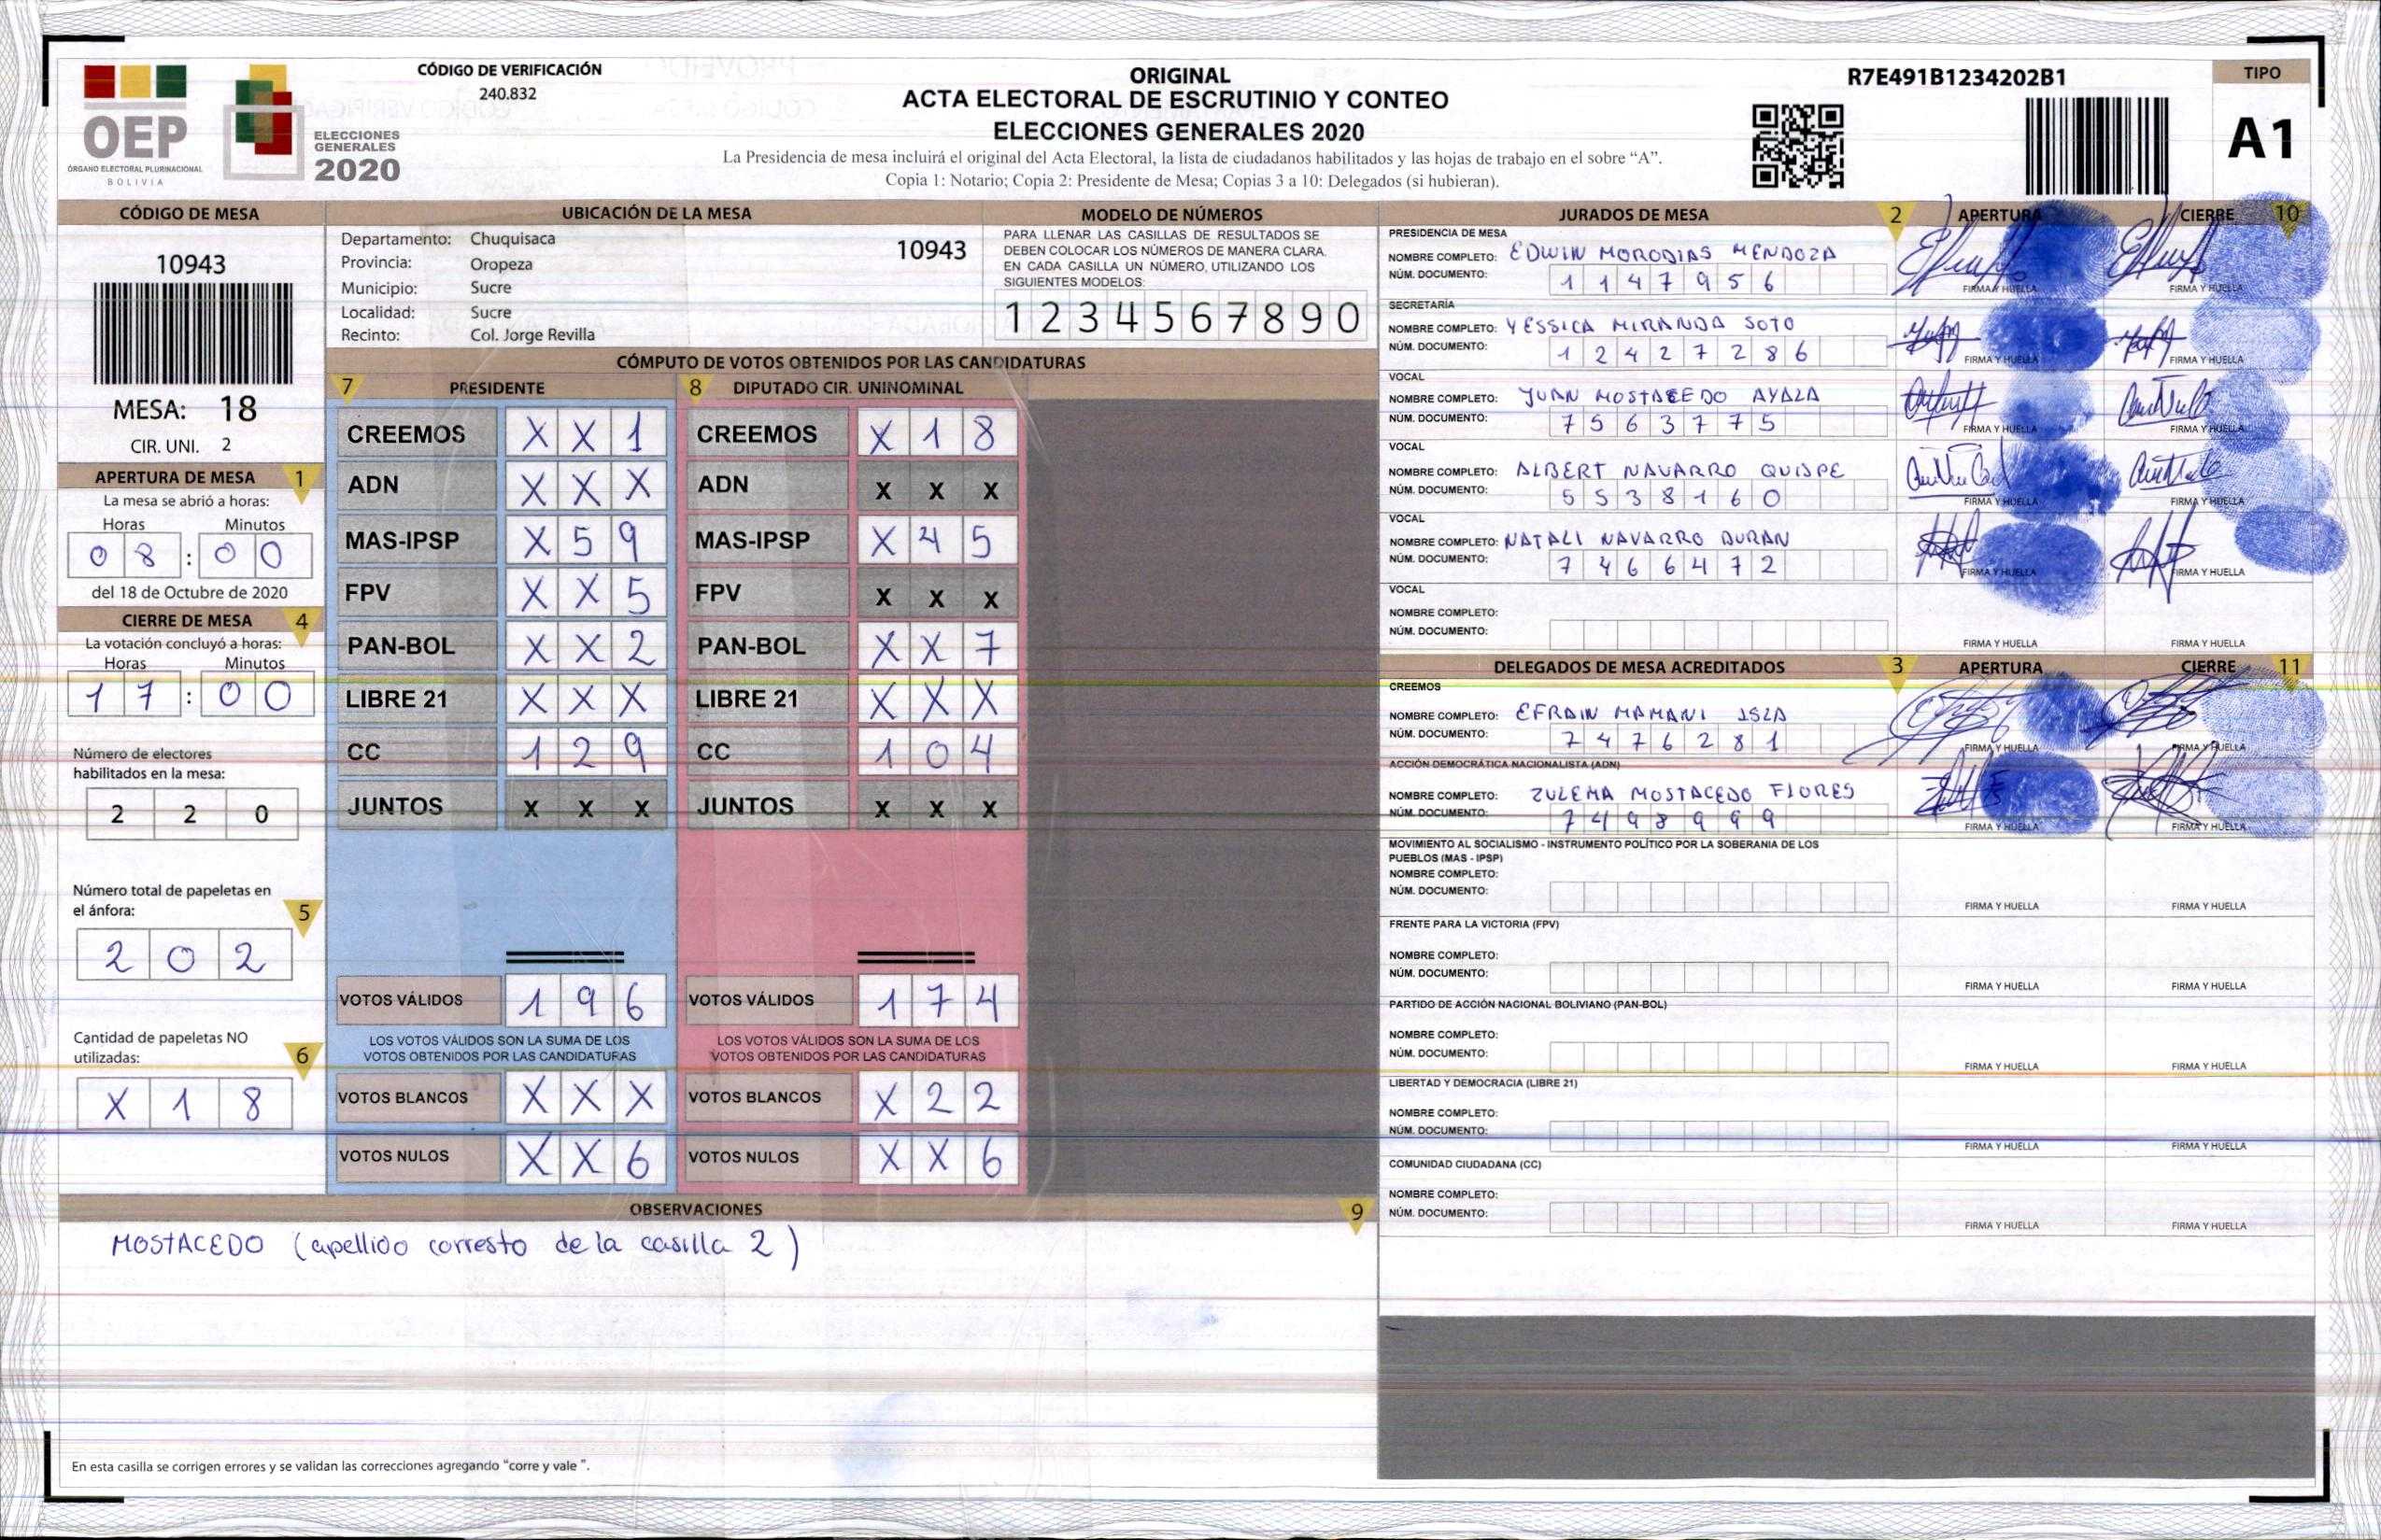 CÓDIGO DE VERIFICACIÓN
240.832
OEP
ÓRGANO ELECTORAL PLURINACIONAL
BOLIVIA
ELECCIONES
GENERALES
2020
ORIGINAL
ACTA ELECTORAL DE ESCRUTINIO Y CONTEO
ELECCIONES GENERALES 2020
La Presidencia de mesa incluirá el original del Acta Electoral, la lista de ciudadanos habilitados y las hojas de trabajo en el sobre “A”.
Copia 1: Notario; Copia 2: Presidente de Mesa; Copias 3 a 10: Delegados (si hubieran).
R7E491B1234202B1
TIPO
A1
CÓDIGO DE MESA
10943
MESA: 18
CIR. UNI. 2
APERTURA DE MESA 1
La mesa se abrió a horas:
Horas Minutos
0 8 : 0 0
del 18 de Octubre de 2020
CIERRE DE MESA 4
La votación concluyó a horas:
Horas Minutos
1 7 : 0 0
Número de electores
habilitados en la mesa:
2 2 0
Número total de papeletas en
el ánfora: 5
2 0 2
Cantidad de papeletas NO
utilizadas: 6
X 1 8
UBICACIÓN DE LA MESA
Departamento: Chuquisaca 10943
Provincia: Oropeza
Municipio: Sucre
Localidad: Sucre
Recinto: Col. Jorge Revilla
MODELO DE NÚMEROS
PARA LLENAR LAS CASILLAS DE RESULTADOS SE
DEBEN COLOCAR LOS NÚMEROS DE MANERA CLARA.
EN CADA CASILLA UN NÚMERO, UTILIZANDO LOS
SIGUIENTES MODELOS:
1 2 3 4 5 6 7 8 9 0
CÓMPUTO DE VOTOS OBTENIDOS POR LAS CANDIDATURAS
7 PRESIDENTE 8 DIPUTADO CIR. UNINOMINAL
CREEMOS X X 1 CREEMOS X 1 8
ADN X X X ADN X X X
MAS-IPSP X 5 9 MAS-IPSP X 4 5
FPV X X 5 FPV X X X
PAN-BOL X X 2 PAN-BOL X X 7
LIBRE 21 X X X LIBRE 21 X X X
CC 1 2 9 CC 1 0 4
JUNTOS X X X JUNTOS X X X
VOTOS VÁLIDOS 1 9 6 VOTOS VÁLIDOS 1 7 4
LOS VOTOS VÁLIDOS SON LA SUMA DE LOS LOS VOTOS VÁLIDOS SON LA SUMA DE LOS
VOTOS OBTENIDOS POR LAS CANDIDATURAS VOTOS OBTENIDOS POR LAS CANDIDATURAS
VOTOS BLANCOS X X X VOTOS BLANCOS X 2 2
VOTOS NULOS X X 6 VOTOS NULOS X X 6
OBSERVACIONES 9
MOSTACEDO (apellido corresto de la casilla 2)
En esta casilla se corrigen errores y se validan las correcciones agregando “corre y vale ”.
JURADOS DE MESA 2 APERTURA CIERRE 10
PRESIDENCIA DE MESA
NOMBRE COMPLETO: EDWIN MORODIAS MENDOZA
NÚM. DOCUMENTO: 1 1 4 7 9 5 6
FIRMA Y HUELLA FIRMA Y HUELLA
SECRETARÍA
NOMBRE COMPLETO: YESSICA MIRANDA SOTO
NÚM. DOCUMENTO: 1 2 4 2 7 2 8 6
FIRMA Y HUELLA FIRMA Y HUELLA
VOCAL
NOMBRE COMPLETO: JUAN MOSTACEDO AYALA
NÚM. DOCUMENTO: 7 5 6 3 7 7 5
FIRMA Y HUELLA FIRMA Y HUELLA
VOCAL
NOMBRE COMPLETO: ALBERT NAVARRO QUISPE
NÚM. DOCUMENTO: 5 5 3 8 1 6 0
FIRMA Y HUELLA FIRMA Y HUELLA
VOCAL
NOMBRE COMPLETO: NATALI NAVARRO DURAN
NÚM. DOCUMENTO: 7 4 6 6 4 7 2
FIRMA Y HUELLA FIRMA Y HUELLA
VOCAL
NOMBRE COMPLETO:
NÚM. DOCUMENTO:
FIRMA Y HUELLA FIRMA Y HUELLA
DELEGADOS DE MESA ACREDITADOS 3 APERTURA CIERRE 11
CREEMOS
NOMBRE COMPLETO: EFRAIN MAMANI ISLA
NÚM. DOCUMENTO: 7 4 7 6 2 8 1
FIRMA Y HUELLA FIRMA Y HUELLA
ACCIÓN DEMOCRÁTICA NACIONALISTA (ADN)
NOMBRE COMPLETO: ZULEMA MOSTACEDO FLORES
NÚM. DOCUMENTO: 7 4 9 8 9 9 9
FIRMA Y HUELLA FIRMA Y HUELLA
MOVIMIENTO AL SOCIALISMO - INSTRUMENTO POLÍTICO POR LA SOBERANIA DE LOS
PUEBLOS (MAS - IPSP)
NOMBRE COMPLETO:
NÚM. DOCUMENTO:
FIRMA Y HUELLA FIRMA Y HUELLA
FRENTE PARA LA VICTORIA (FPV)
NOMBRE COMPLETO:
NÚM. DOCUMENTO:
FIRMA Y HUELLA FIRMA Y HUELLA
PARTIDO DE ACCIÓN NACIONAL BOLIVIANO (PAN-BOL)
NOMBRE COMPLETO:
NÚM. DOCUMENTO:
FIRMA Y HUELLA FIRMA Y HUELLA
LIBERTAD Y DEMOCRACIA (LIBRE 21)
NOMBRE COMPLETO:
NÚM. DOCUMENTO:
FIRMA Y HUELLA FIRMA Y HUELLA
COMUNIDAD CIUDADANA (CC)
NOMBRE COMPLETO:
NÚM. DOCUMENTO:
FIRMA Y HUELLA FIRMA Y HUELLA